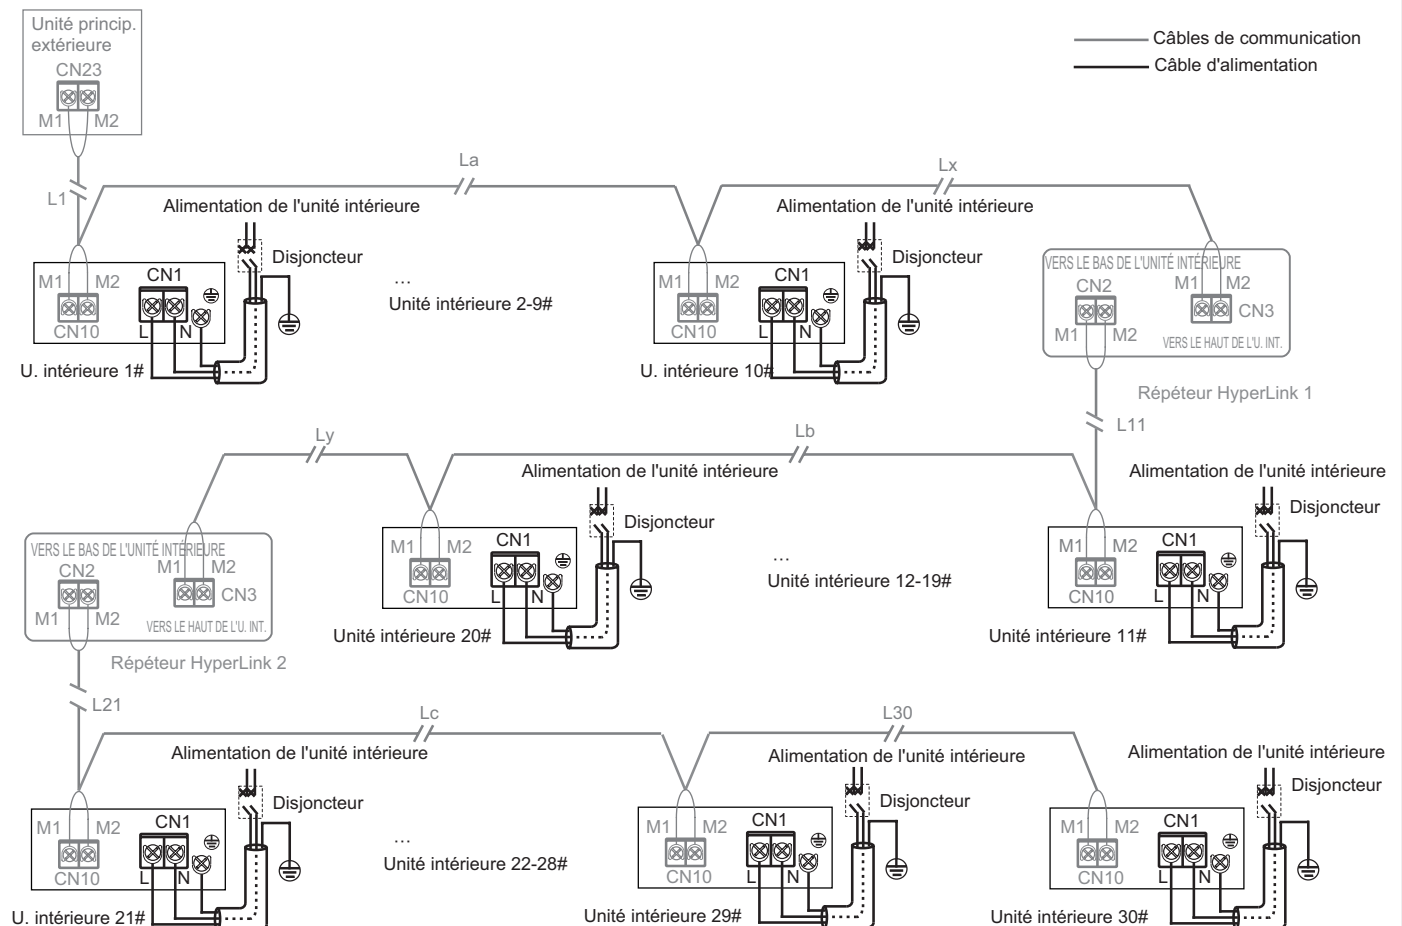 Unité princip.
extérieure
CN23
M1 M2
Câbles de communication
Câble d'alimentation
L1
La
Lx
Alimentation de l'unité intérieure
Alimentation de l'unité intérieure
Disjoncteur
Disjoncteur
M1 M2 CN1
CN10 L N
U. intérieure 1#
...
Unité intérieure 2-9#
M1 M2 CN1
CN10 L N
U. intérieure 10#
VERS LE BAS DE L'UNITÉ INTÉRIEURE
CN2
M1 M2
M1 M2
CN3
VERS LE HAUT DE L'U. INT.
Répéteur HyperLink 1
L11
Ly
Lb
Alimentation de l'unité intérieure
Alimentation de l'unité intérieure
Disjoncteur
Disjoncteur
VERS LE BAS DE L'UNITÉ INTÉRIEURE
CN2
M1 M2
M1 M2
CN3
VERS LE HAUT DE L'U. INT.
Répéteur HyperLink 2
M1 M2 CN1
CN10 L N
Unité intérieure 20#
...
Unité intérieure 12-19#
M1 M2 CN1
CN10 L N
Unité intérieure 11#
L21
Lc
L30
Alimentation de l'unité intérieure
Alimentation de l'unité intérieure
Alimentation de l'unité intérieure
Disjoncteur
Disjoncteur
Disjoncteur
M1 M2 CN1
CN10 L N
U. intérieure 21#
...
Unité intérieure 22-28#
M1 M2 CN1
CN10 L N
Unité intérieure 29#
M1 M2 CN1
CN10 L N
Unité intérieure 30#